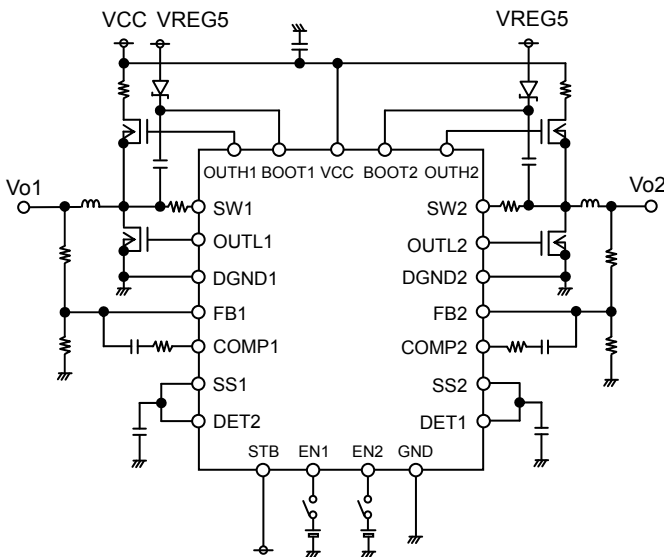 VCC VREG5 VREG5
OUTH1 BOOT1 VCC BOOT2 OUTH2
Vo1 Vo2
SW1 SW2
OUTL1 OUTL2
DGND1 DGND2
FB1 FB2
COMP1 COMP2
SS1 SS2
DET2 DET1
STB EN1 EN2 GND